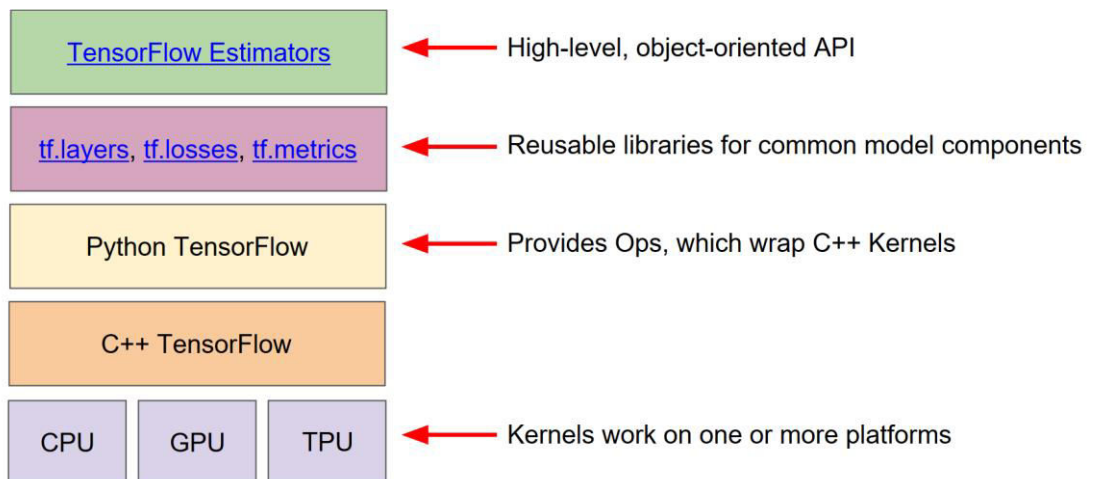 TensorFlow Estimators
High-level, object-oriented API
tf.layers, tf.losses, tf.metrics
Reusable libraries for common model components
Python TensorFlow
Provides Ops, which wrap C++ Kernels
C++ TensorFlow
CPU
GPU
TPU
Kernels work on one or more platforms